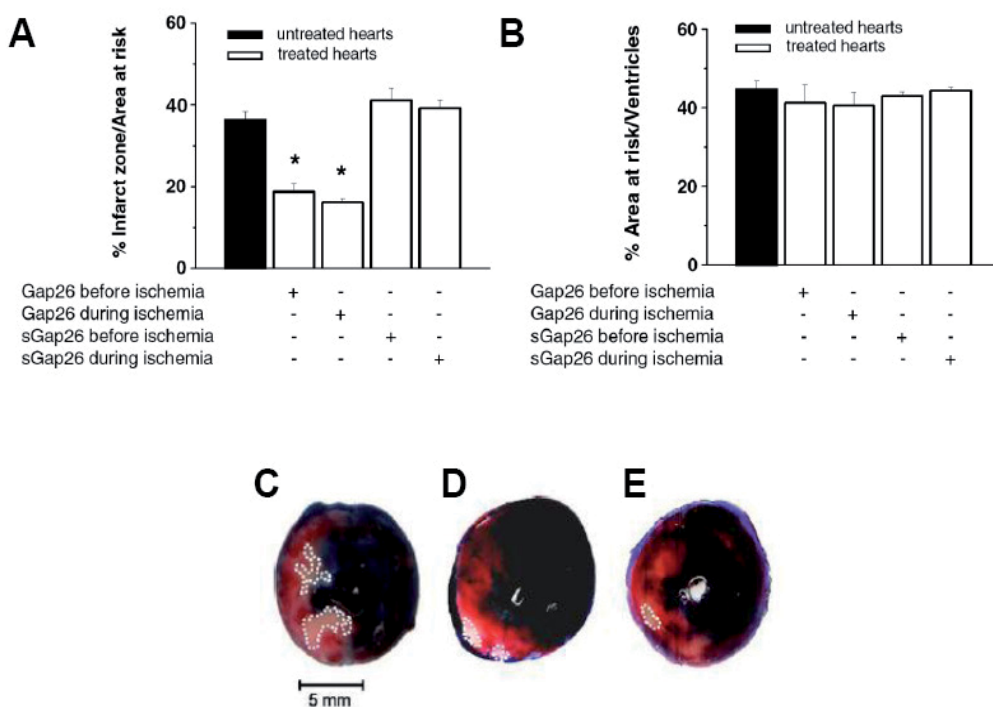 A
% Infarct zone/Area at risk
60
40
20
0
untreated hearts
treated hearts
*
*
Gap26 before ischemia + - - -
Gap26 during ischemia - + - -
sGap26 before ischemia - - + -
sGap26 during ischemia - - - +
B
% Area at risk/Ventricles
60
40
20
0
untreated hearts
treated hearts
Gap26 before ischemia + - - -
Gap26 during ischemia - + - -
sGap26 before ischemia - - + -
sGap26 during ischemia - - - +
C
D
E
5 mm